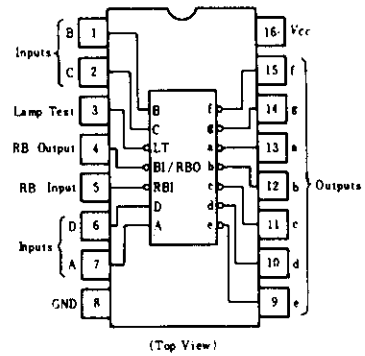 B 1 16 Vcc
Inputs
C 2 15 f
B f
Lamp Test 3 14 g
C g
LT a
RB Output 4 13 a
BI/RBO b
RB Input 5 12 b
RBI c
Outputs
D 6 11 c
D d
Inputs
A 7 10 d
A e
GND 8 9 e
(Top View)